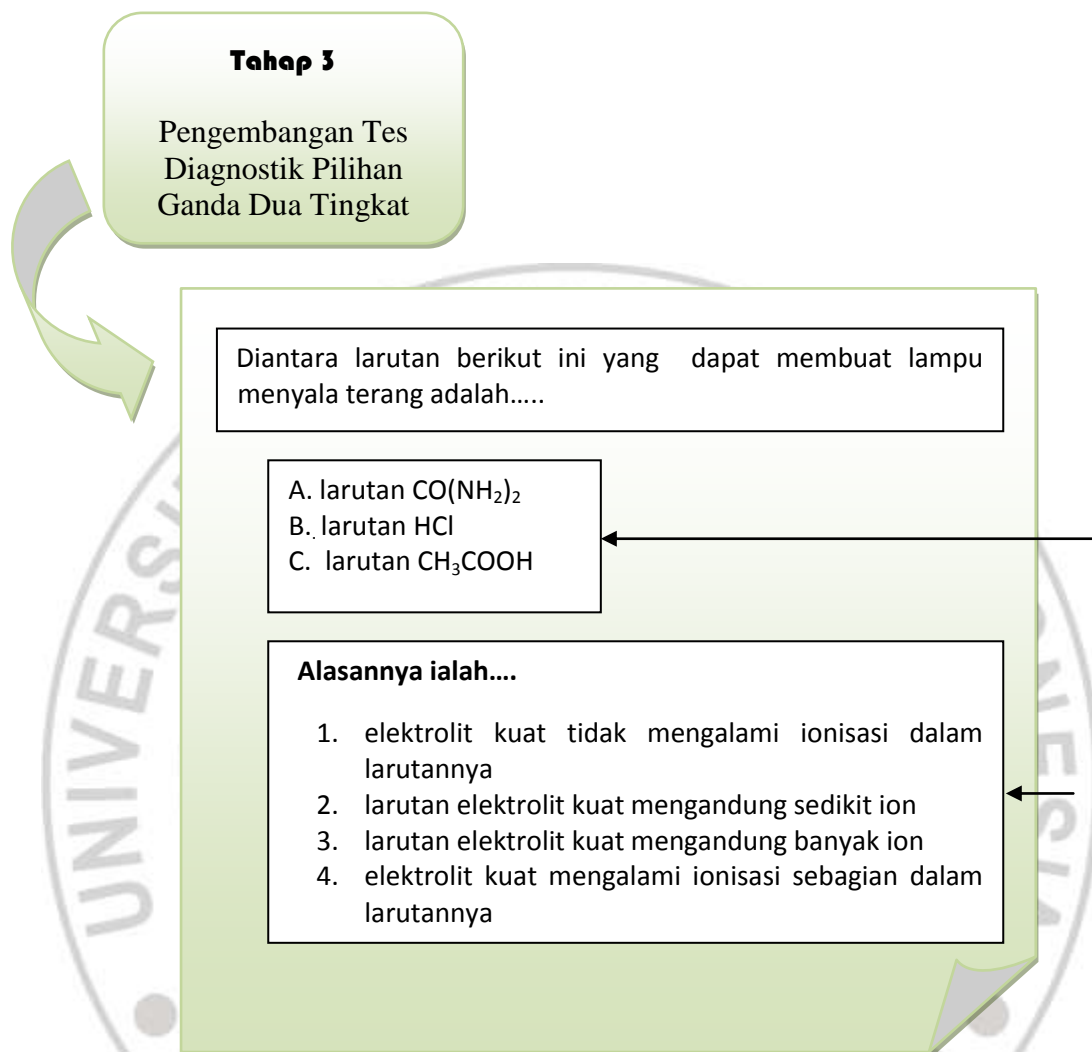 Tahap 3
Pengembangan Tes
Diagnostik Pilihan
Ganda Dua Tingkat
Diantara larutan berikut ini yang dapat membuat lampu
menyala terang adalah.....
A. larutan CO(NH₂)₂
B. larutan HCl
C. larutan CH₃COOH
Alasannya ialah....
1. elektrolit kuat tidak mengalami ionisasi dalam
larutannya
2. larutan elektrolit kuat mengandung sedikit ion
3. larutan elektrolit kuat mengandung banyak ion
4. elektrolit kuat mengalami ionisasi sebagian dalam
larutannya